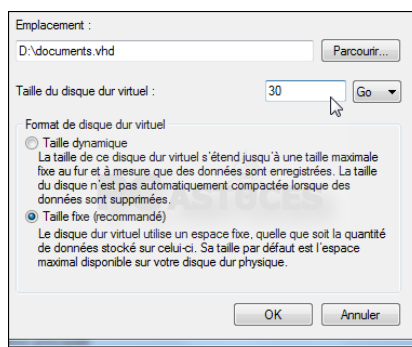 Emplacement :
D:\documents.vhd
Parcourir...
Taille du disque dur virtuel :
30
Go
Format de disque dur virtuel
Taille dynamique
La taille de ce disque dur virtuel s'étend jusqu'à une taille maximale
fixe au fur et à mesure que des données sont enregistrées. La taille
du disque n'est pas automatiquement compactée lorsque des
données sont supprimées.
Taille fixe (recommandé)
Le disque dur virtuel utilise un espace fixe, quelle que soit la quantité
de données stocké sur celui-ci. Sa taille par défaut est l'espace
maximal disponible sur votre disque dur physique.
OK
Annuler